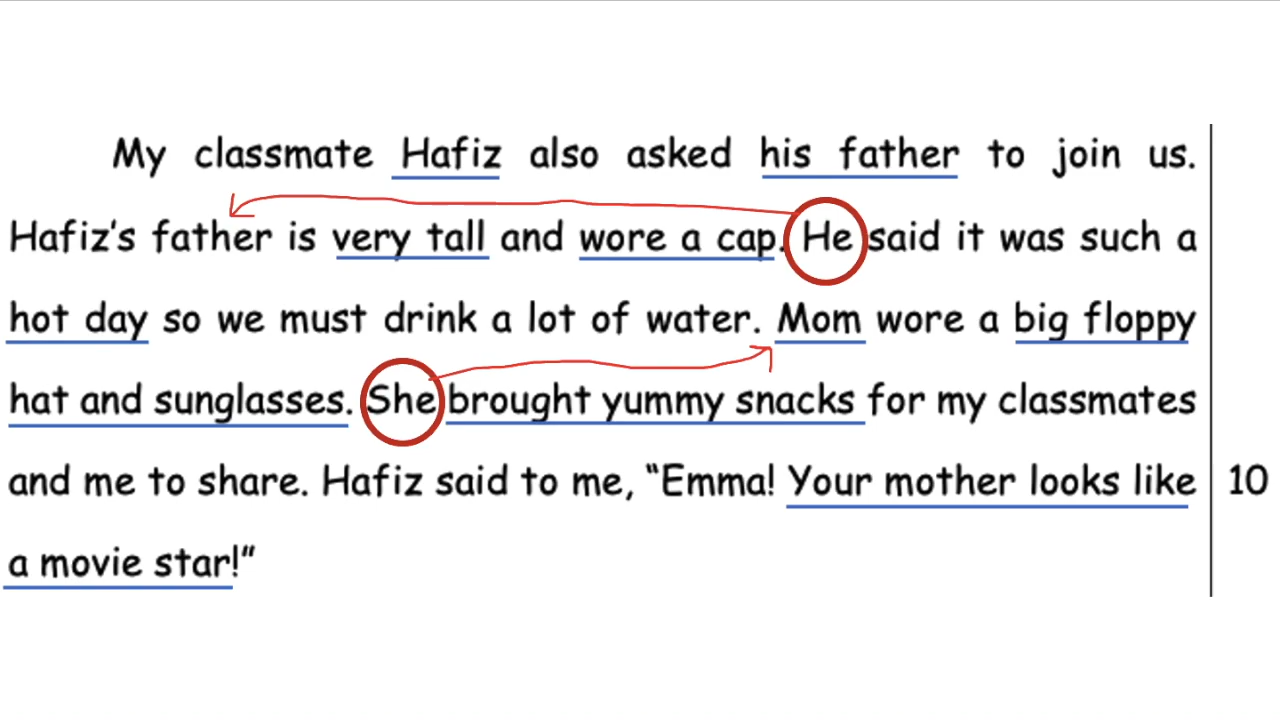 My classmate Hafiz also asked his father to join us.
Hafiz's father is very tall and wore a cap. He said it was such a
hot day so we must drink a lot of water. Mom wore a big floppy
hat and sunglasses. She brought yummy snacks for my classmates
and me to share. Hafiz said to me, “Emma! Your mother looks like 10
a movie star!”